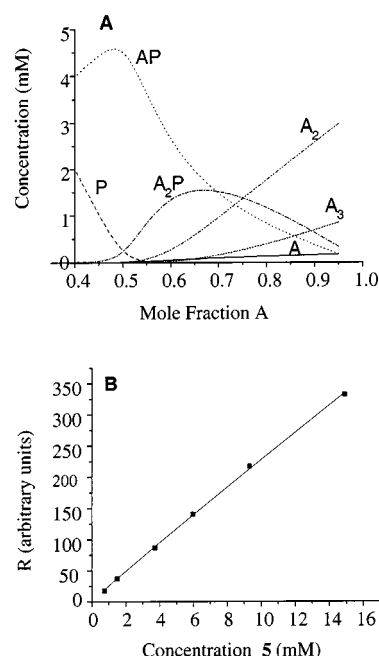 A
Concentration (mM)
5
4
3
2
1
0
AP
P
A₂P
A₂
A₃
A
0.4 0.5 0.6 0.7 0.8 0.9 1.0
Mole Fraction A
B
R (arbitrary units)
350
300
250
200
150
100
50
0
0 2 4 6 8 10 12 14 16
Concentration 5 (mM)